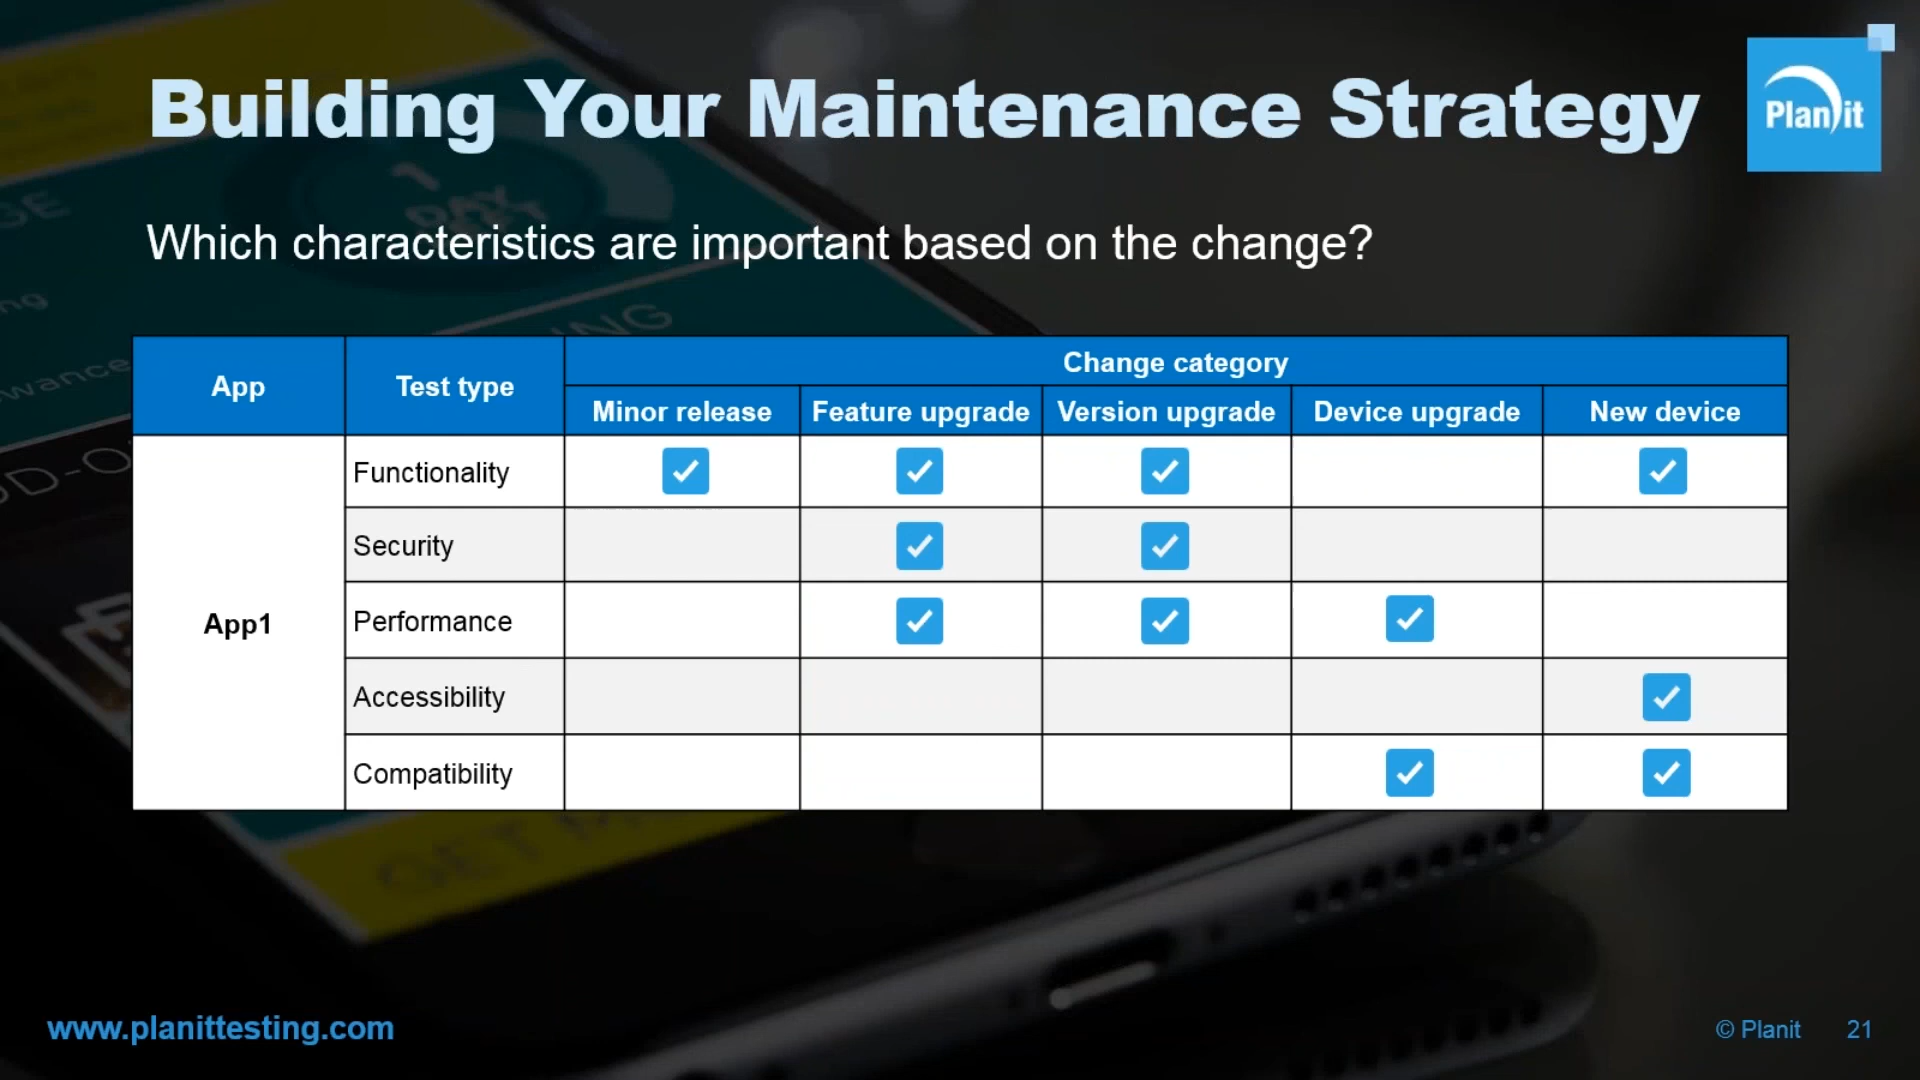 Building Your Maintenance Strategy
Planit
Which characteristics are important based on the change?
App
Test type
Change category
Minor release
Feature upgrade
Version upgrade
Device upgrade
New device
App1
Functionality
Security
Performance
Accessibility
Compatibility
www.planittesting.com
© Planit
21